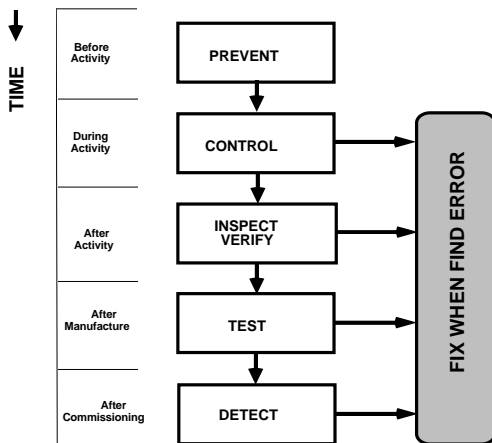 TIME
Before
Activity
PREVENT
During
Activity
CONTROL
After
Activity
INSPECT
VERIFY
After
Manufacture
TEST
After
Commissioning
DETECT
FIX WHEN FIND ERROR